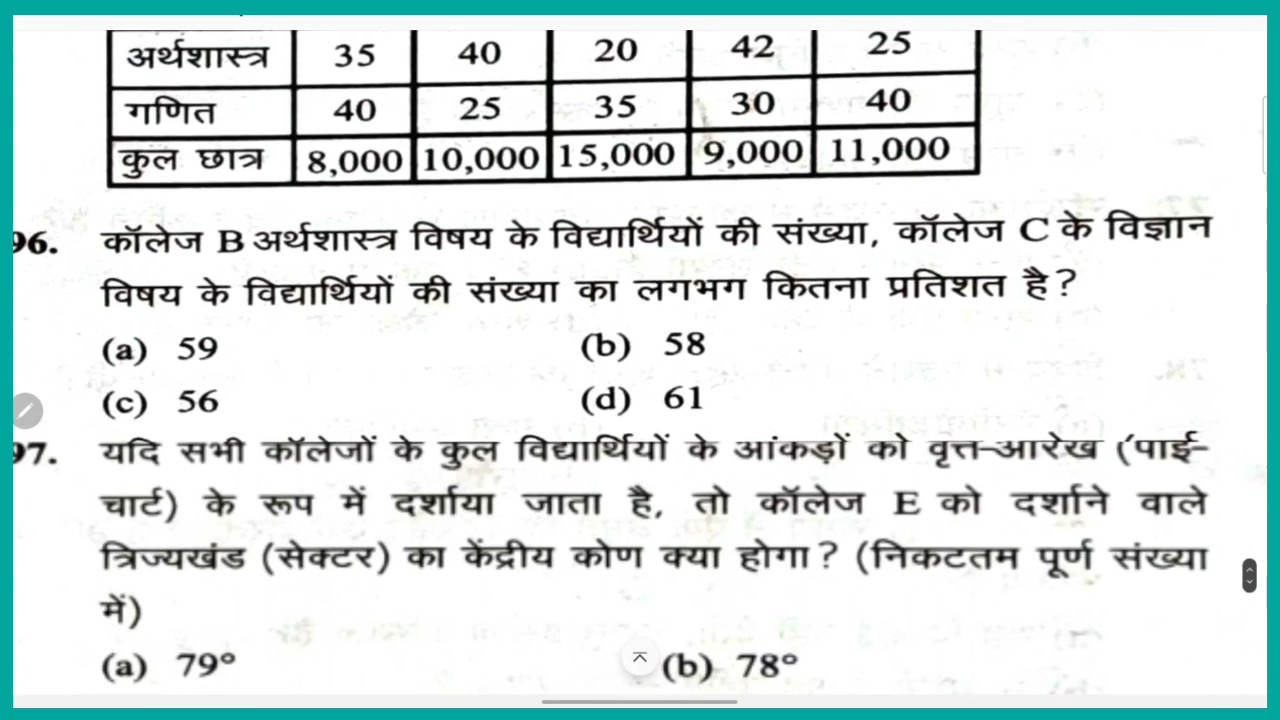 अर्थशास्त्र 35 40 20 42 25
गणित 40 25 35 30 40
कुल छात्र 8,000 10,000 15,000 9,000 11,000
96. कॉलेज B अर्थशास्त्र विषय के विद्यार्थियों की संख्या, कॉलेज C के विज्ञान
विषय के विद्यार्थियों की संख्या का लगभग कितना प्रतिशत है?
(a) 59 (b) 58
(c) 56 (d) 61
97. यदि सभी कॉलेजों के कुल विद्यार्थियों के आंकड़ों को वृत्त-आरेख (पाई-
चार्ट) के रूप में दर्शाया जाता है, तो कॉलेज E को दर्शाने वाले
त्रिज्यखंड (सेक्टर) का केंद्रीय कोण क्या होगा? (निकटतम पूर्ण संख्या
में)
(a) 79° (b) 78°